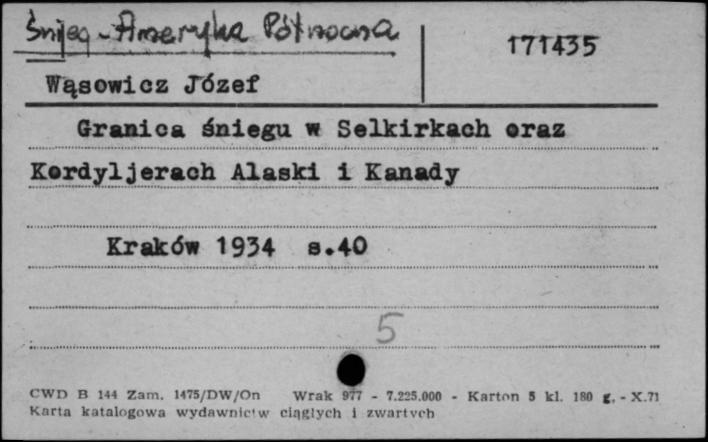 Śnieg - Ameryka Północna
171435
Wąsowicz Józef
Granica śniegu w Selkirkach oraz
Kordyljerach Alaski i Kanady
Kraków 1934 s.40
5
CWD B 144 Zam. 1475/DW/On Wrak 977 - 7.225.000 - Karton 5 kl. 180 g. - X.71
Karta katalogowa wydawnictw ciągłych i zwartych